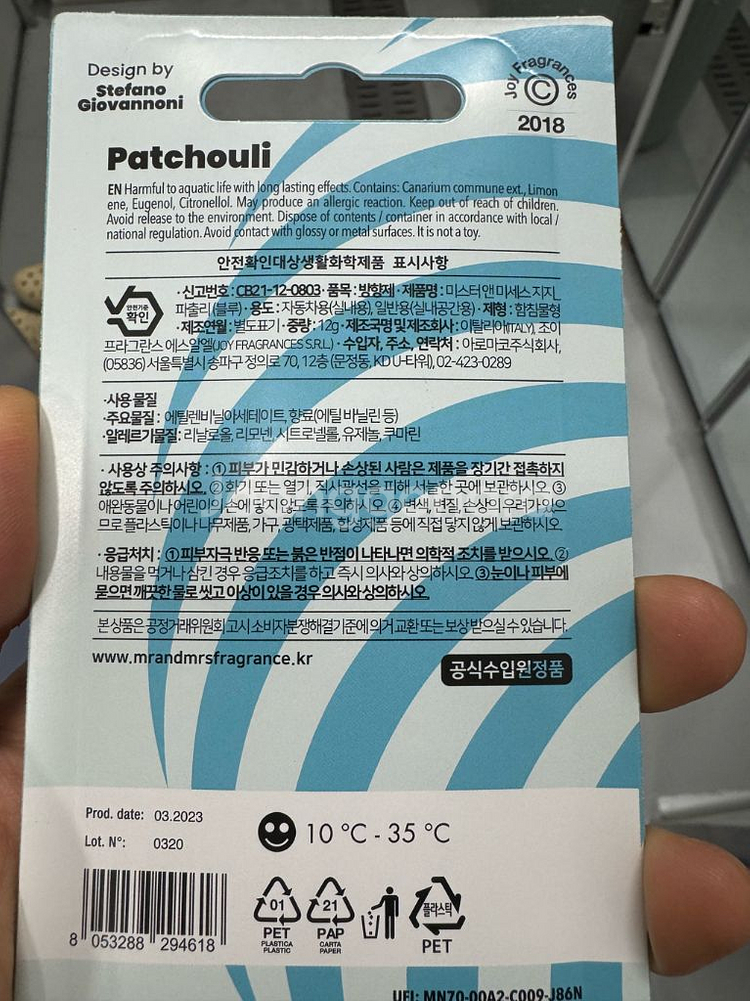 Design by
Stefano
Giovannoni
Joy Fragrances
©
2018
Patchouli
EN Harmful to aquatic life with long lasting effects. Contains: Canarium commune ext., Limon
ene, Eugenol, Citronellol. May produce an allergic reaction. Keep out of reach of children.
Avoid release to the environment. Dispose of contents / container in accordance with local /
national regulation. Avoid contact with glossy or metal surfaces. It is not a toy.
안전확인대상생활화학제품 표시사항
안전기준
확인
·신고번호 : CB21-12-0803 · 품목 : 방향제 · 제품명 : 미스터앤미세스 지지_
파출리 (블루) · 용도 : 자동차용(실내용), 일반용(실내공간용) · 제형 : 함침물형
·제조연월 : 별도표기 · 중량 : 12g · 제조국명 및 제조회사 : 이탈리아(ITALY), 조이
프라그란스 에스알엘(JOY FRAGRANCES S.R.L.) · 수입자, 주소, 연락처 : 아로마코주식회사,
(05836) 서울특별시 송파구 정의로 70, 12층 (문정동, KD U-타워), 02-423-0289
·사용 물질
·주요물질 : 에틸렌비닐아세테이트, 향료(에틸 바닐린 등)
·알레르기물질 : 리날로올, 리모넨, 시트로넬롤, 유제놀, 쿠마린
· 사용상 주의사항 : ① 피부가 민감하거나 손상된 사람은 제품을 장기간 접촉하지
않도록 주의하시오. ② 화기 또는 열기, 직사광선을 피해 서늘한 곳에 보관하시오. ③
애완동물이나 어린이의 손에 닿지 않도록 주의하시오. ④ 변색, 변질, 손상의 우려가 있으
므로 플라스틱이나 나무제품, 가구, 광택제품, 합성제품 등에 직접 닿지 않게 보관하시오.
· 응급처치 : ① 피부자극 반응 또는 붉은 반점이 나타나면 의학적 조치를 받으시오. ②
내용물을 먹거나 삼킨 경우 응급조치를 하고 즉시 의사와 상의하시오. ③ 눈이나 피부에
묻으면 깨끗한 물로 씻고 이상이 있을 경우 의사와 상의하시오.
본 상품은 공정거래위원회 고시 소비자분쟁해결기준에 의거 교환 또는 보상 받으실 수 있습니다.
www.mrandmrsfragrance.kr
공식수입원정품
Prod. date: 03.2023
Lot. N°: 0320
10 °C - 35 °C
8 053288 294618
01
PET
PLASTICA
PLASTIC
21
PAP
CARTA
PAPER
플라스틱
PET
UFI: MN70-00A2-C009-J86N